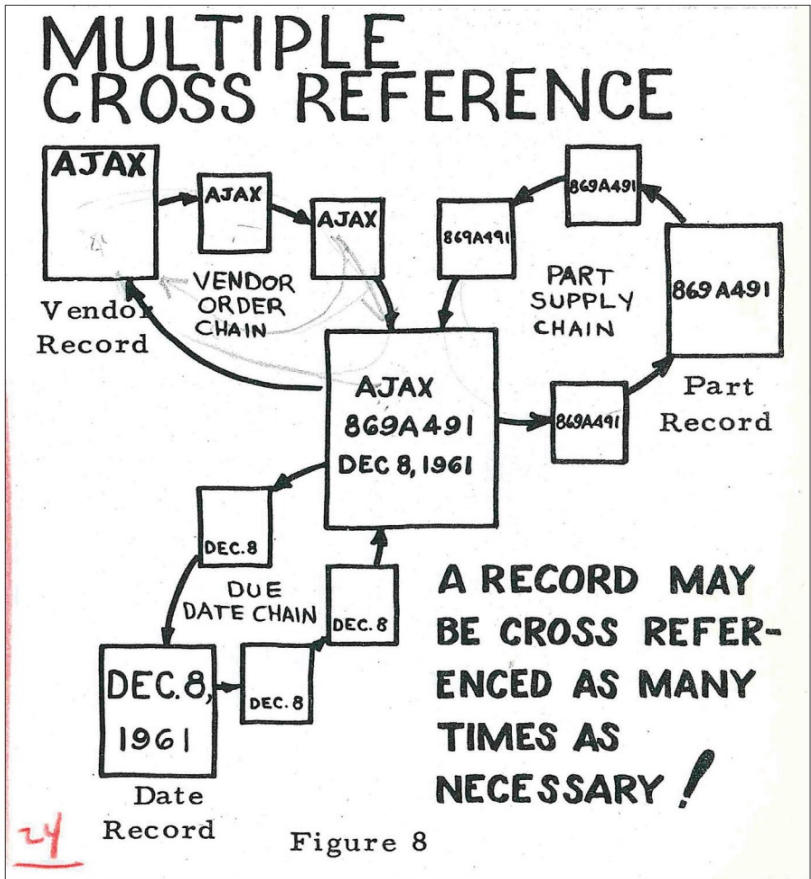 MULTIPLE
CROSS REFERENCE
AJAX
AJAX
AJAX
Vendor
Record
VENDOR
ORDER
CHAIN
869A491
869A491
869A491
869A491
PART
SUPPLY
CHAIN
Part
Record
AJAX
869A491
DEC 8, 1961
DEC. 8
DUE
DATE CHAIN
DEC. 8
DEC. 8
DEC. 8,
1961
Date
Record
A RECORD MAY
BE CROSS REFER-
ENCED AS MANY
TIMES AS
NECESSARY!
24
Figure 8